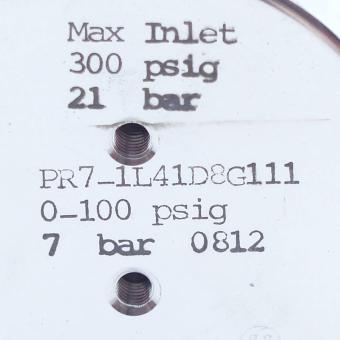 Max Inlet
300 psig
21 bar
PR7-1L41D8G111
0-100 psig
7 bar 0812